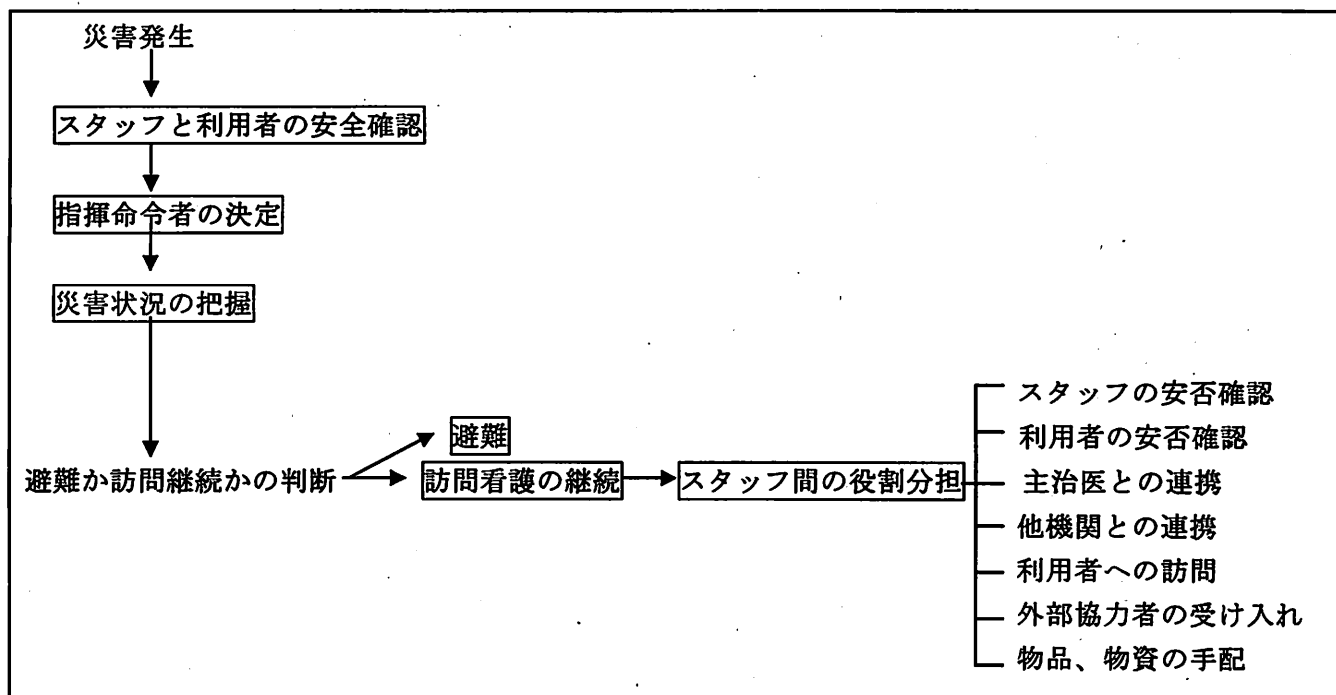 災害発生
スタッフと利用者の安全確認
指揮命令者の決定
災害状況の把握
避難か訪問継続かの判断
避難
訪問看護の継続
スタッフ間の役割分担
スタッフの安否確認
利用者の安否確認
主治医との連携
他機関との連携
利用者への訪問
外部協力者の受け入れ
物品、物資の手配